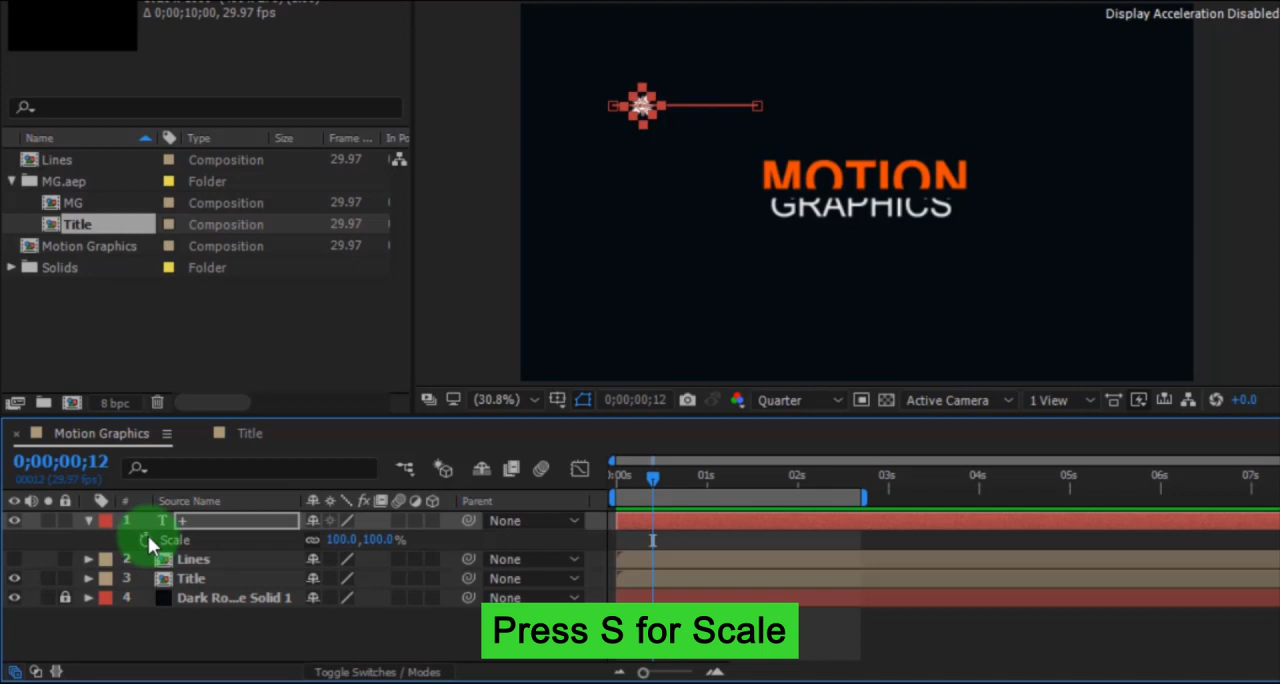 Δ 0;00;10;00, 29.97 fps
Display Acceleration Disabled
Name Type Size Frame ... In Po
Lines Composition 29.97
MG.aep Folder
MG Composition 29.97
Title Composition 29.97
Motion Graphics Composition 29.97
Solids Folder
MOTION
GRAPHICS
8 bpc
(30.8%) 0;00;00;12 Quarter Active Camera 1 View +0.0
× Motion Graphics Title
0;00;00;12
00012 (29.97 fps)
# Source Name fx Parent
):00s 01s 02s 03s 04s 05s 06s 07s
1 T + None
Scale 100.0,100.0%
2 Lines None
3 Title None
4 Dark Ro...e Solid 1 None
Press S for Scale
Toggle Switches / Modes